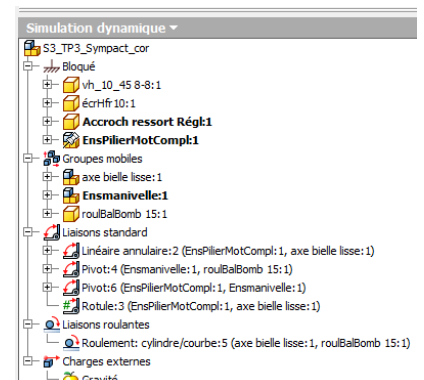 Simulation dynamique
S3_TP3_Sympact_cor
Bloqué
vh_10_45 8-8:1
écrHfr 10:1
Accroch ressort Régl:1
EnsPilierMotCompl:1
Groupes mobiles
axe bielle lisse:1
Ensmanivelle:1
roulBalBomb 15:1
Liaisons standard
Linéaire annulaire:2 (EnsPilierMotCompl:1, axe bielle lisse:1)
Pivot:4 (Ensmanivelle:1, roulBalBomb 15:1)
Pivot:6 (EnsPilierMotCompl:1, Ensmanivelle:1)
Rotule:3 (EnsPilierMotCompl:1, axe bielle lisse:1)
Liaisons roulantes
Roulement: cylindre/courbe:5 (axe bielle lisse:1, roulBalBomb 15:1)
Charges externes
Gravité